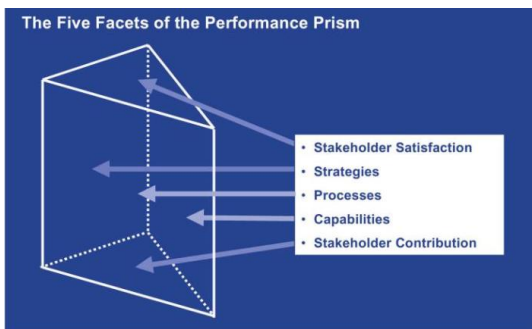 The Five Facets of the Performance Prism
• Stakeholder Satisfaction
• Strategies
• Processes
• Capabilities
• Stakeholder Contribution